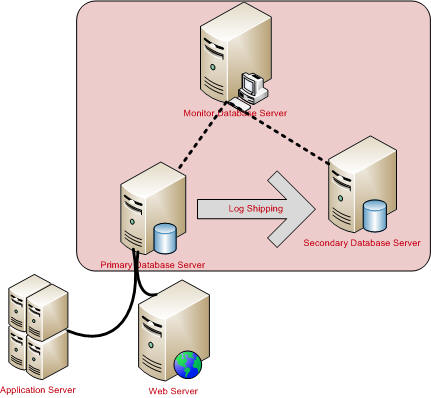 Monitor Database Server
Log Shipping
Secondary Database Server
Primary Database Server
Application Server
Web Server